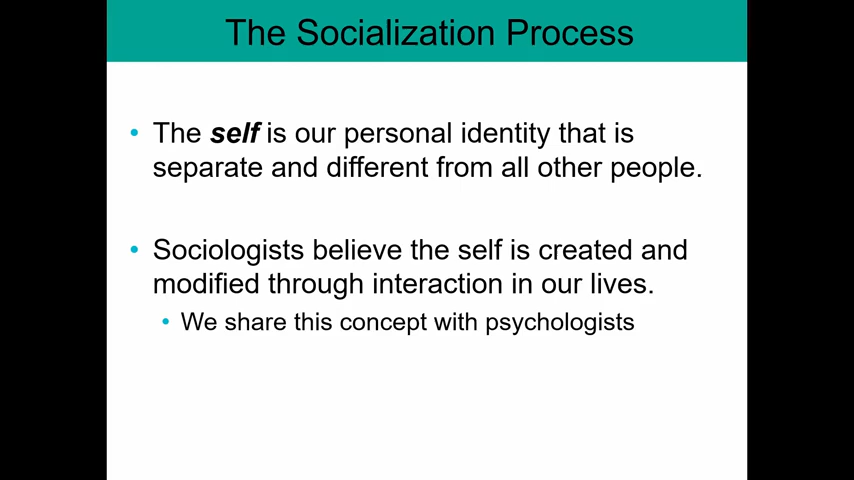 The Socialization Process
• The self is our personal identity that is
separate and different from all other people.
• Sociologists believe the self is created and
modified through interaction in our lives.
• We share this concept with psychologists